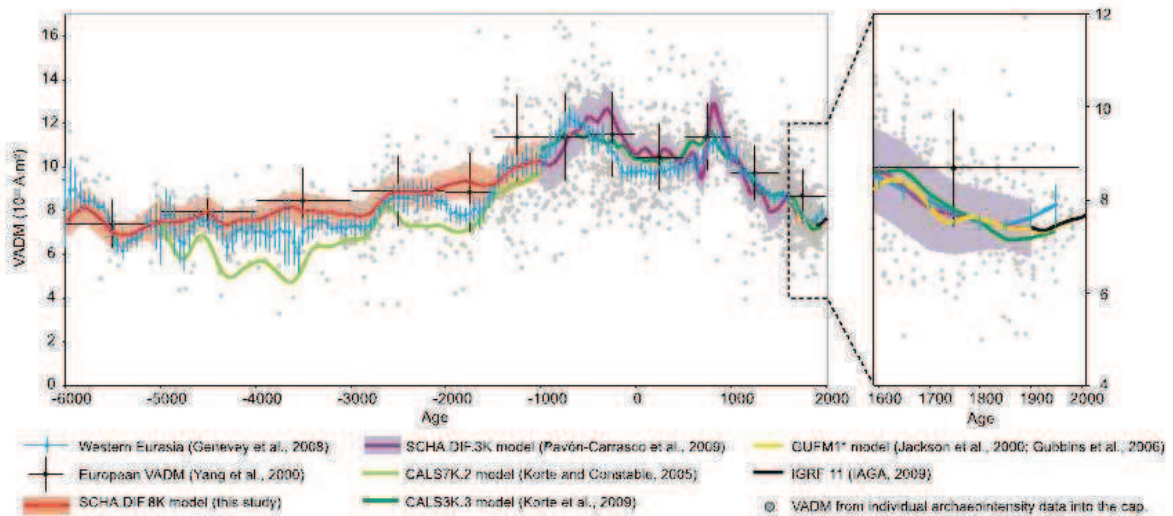 16
14
12
10
8
6
4
2
0
VADM (10²² A·m²)
-6000 -5000 -4000 -3000 -2000 -1000 0 1000 2000
Age
12
10
8
6
4
1600 1700 1800 1900 2000
Age
Western Eurasia (Genevey et al., 2008)
European VADM (Yang et al., 2000)
SCHA.DIF.8K model (this study)
SCHA.DIF.3K model (Pavón-Carrasco et al., 2009)
CALS7K.2 model (Korte and Constable, 2005)
CALS3K.3 model (Korte et al., 2009)
GUFM1* model (Jackson et al., 2000; Gubbins et al., 2006)
IGRF 11 (IAGA, 2009)
VADM from individual archaeointensity data into the cap.